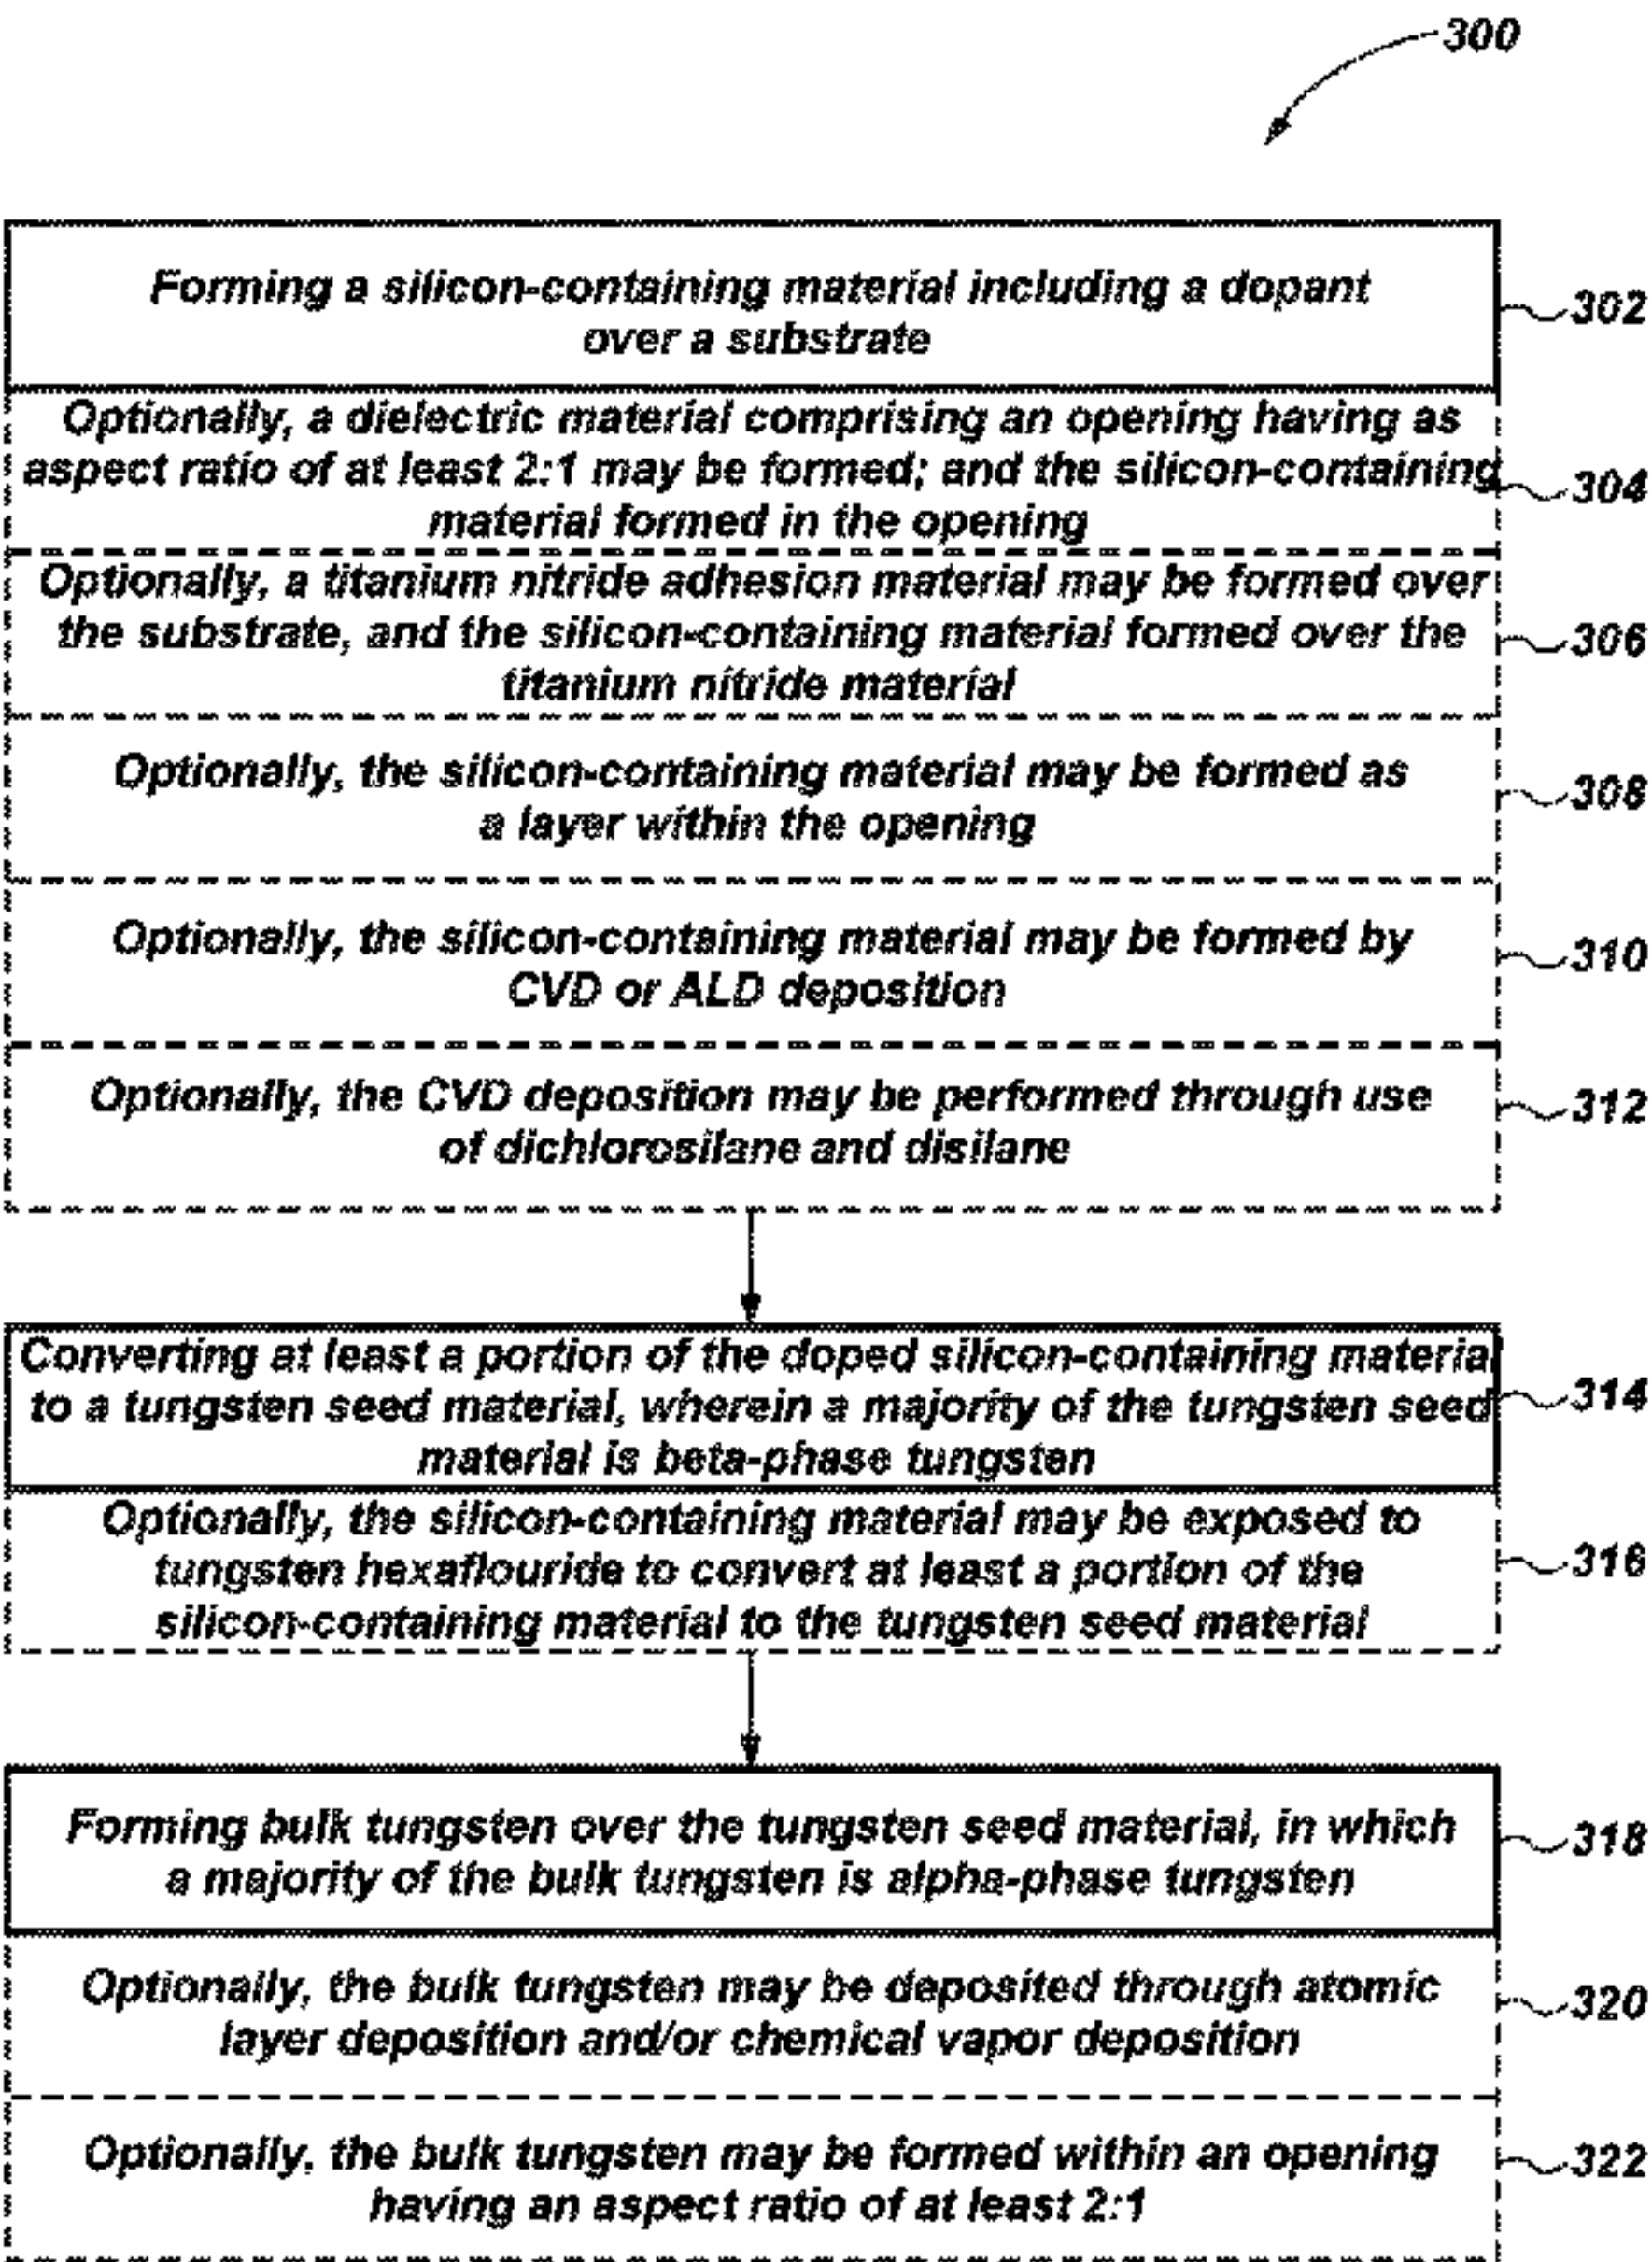 300
Forming a silicon-containing material including a dopant
over a substrate
302
Optionally, a dielectric material comprising an opening having as
aspect ratio of at least 2:1 may be formed; and the silicon-containing
material formed in the opening
304
Optionally, a titanium nitride adhesion material may be formed over
the substrate, and the silicon-containing material formed over the
titanium nitride material
306
Optionally, the silicon-containing material may be formed as
a layer within the opening
308
Optionally, the silicon-containing material may be formed by
CVD or ALD deposition
310
Optionally, the CVD deposition may be performed through use
of dichlorosilane and disilane
312
Converting at least a portion of the doped silicon-containing material
to a tungsten seed material, wherein a majority of the tungsten seed
material is beta-phase tungsten
314
Optionally, the silicon-containing material may be exposed to
tungsten hexaflouride to convert at least a portion of the
silicon-containing material to the tungsten seed material
316
Forming bulk tungsten over the tungsten seed material, in which
a majority of the bulk tungsten is alpha-phase tungsten
318
Optionally, the bulk tungsten may be deposited through atomic
layer deposition and/or chemical vapor deposition
320
Optionally, the bulk tungsten may be formed within an opening
having an aspect ratio of at least 2:1
322